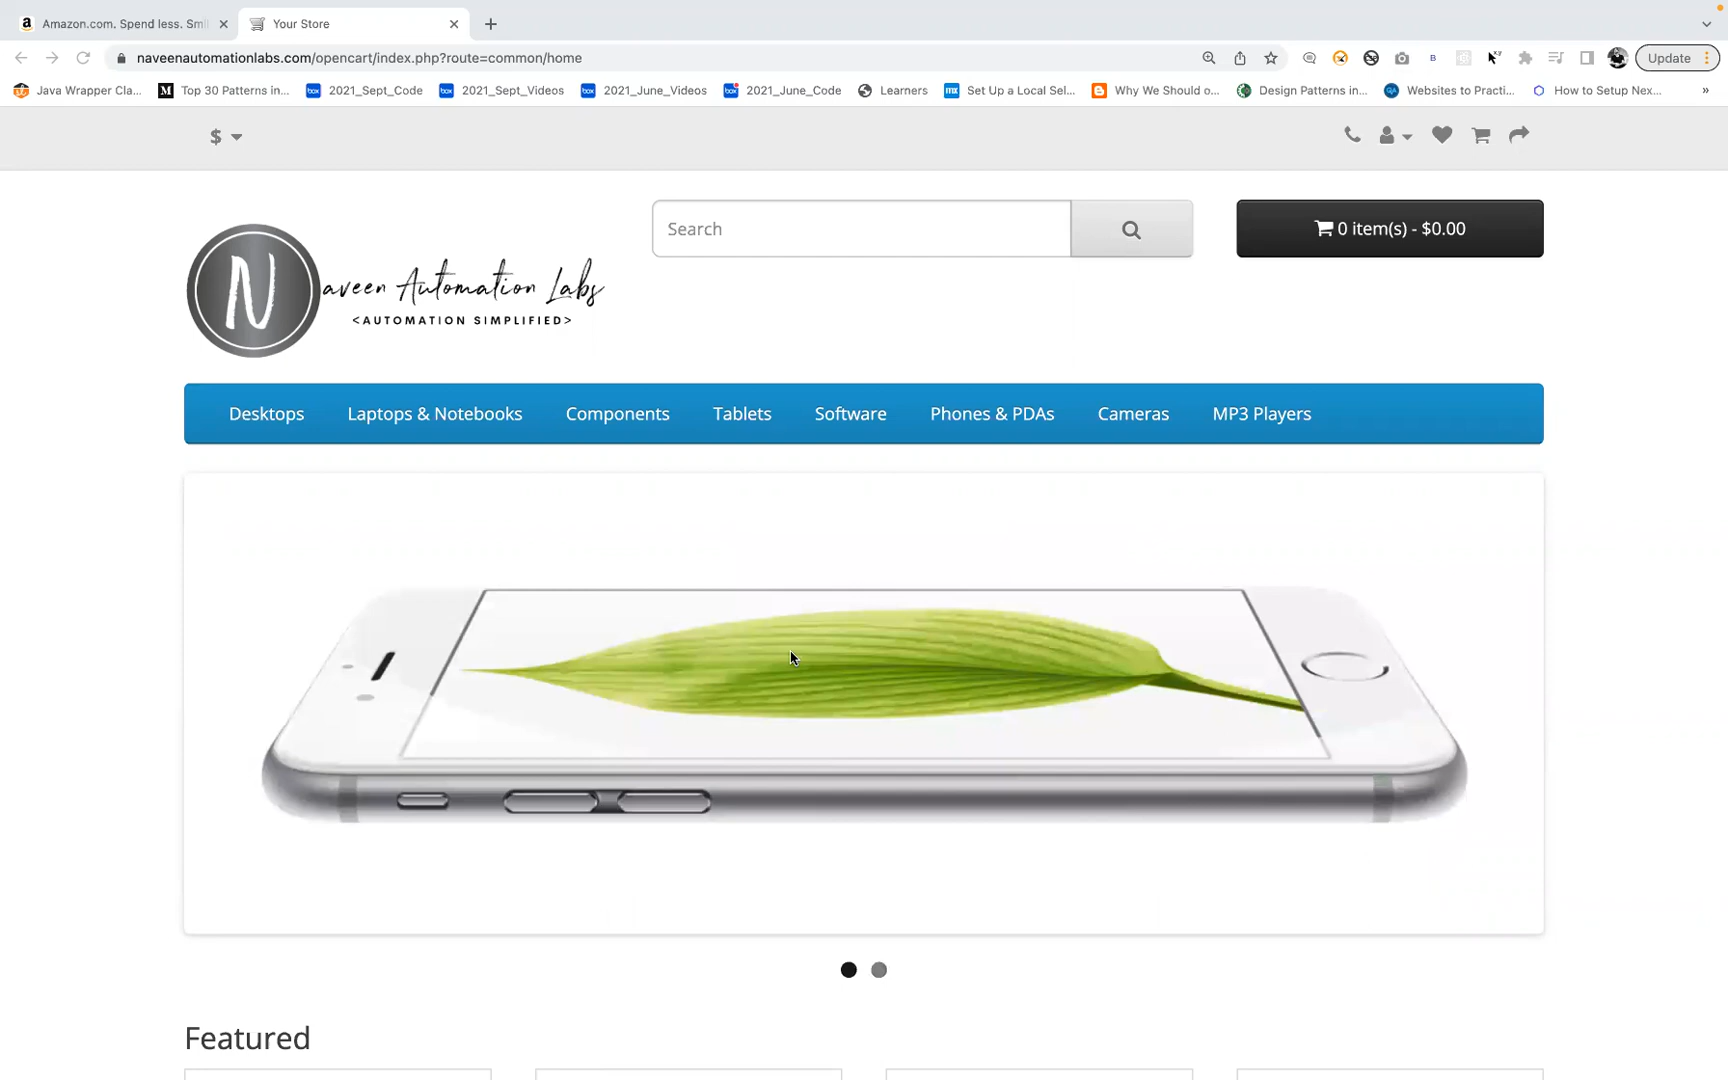 Amazon.com. Spend less. Smi
Your Store
naveenautomationlabs.com/opencart/index.php?route=common/home
Update
Java Wrapper Cla...
Top 30 Patterns in...
2021_Sept_Code
2021_Sept_Videos
2021_June_Videos
2021_June_Code
Learners
Set Up a Local Sel...
Why We Should o...
Design Patterns in...
Websites to Practi...
How to Setup Nex...
»
$
N
aveen Automation Labs
<AUTOMATION SIMPLIFIED>
Search
0 item(s) - $0.00
Desktops
Laptops & Notebooks
Components
Tablets
Software
Phones & PDAs
Cameras
MP3 Players
Featured